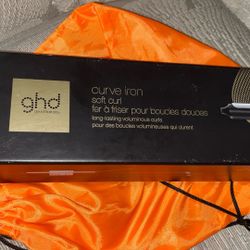 ghd
curve iron
soft curl
fer à friser pour boucles douces
long-lasting voluminous curls
pour des boucles volumineuses qui durent